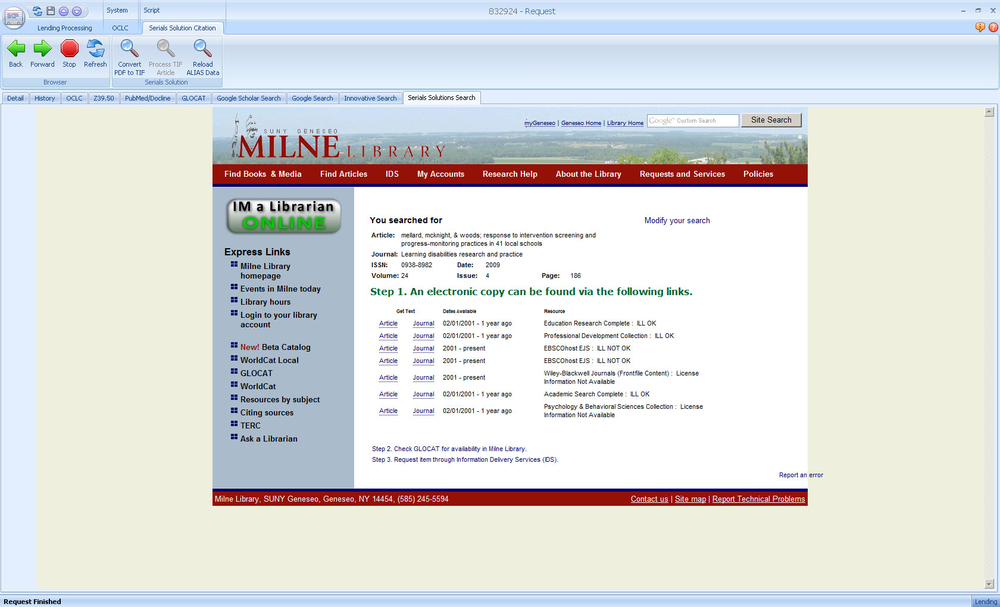 System
Script
832924 - Request
Lending Processing
OCLC
Serials Solution Citation
Back
Forward
Stop
Refresh
Convert
PDF to TIF
Process TIF
Article
Reload
ALIAS Data
Browser
Serials Solution
Detail
History
OCLC
Z39.50
PubMed/Docline
GLOCAT
Google Scholar Search
Google Search
Innovative Search
Serials Solutions Search
myGeneseo | Geneseo Home | Library Home
Google™ Custom Search
Site Search
SUNY GENESEO
MILNE LIBRARY
Find Books & Media
Find Articles
IDS
My Accounts
Research Help
About the Library
Requests and Services
Policies
IM a Librarian
ONLINE
Express Links
Milne Library
homepage
Events in Milne today
Library hours
Login to your library
account
New! Beta Catalog
WorldCat Local
GLOCAT
WorldCat
Resources by subject
Citing sources
TERC
Ask a Librarian
You searched for
Modify your search
Article: mellard, mcknight, & woods; response to intervention screening and
progress-monitoring practices in 41 local schools
Journal: Learning disabilities research and practice
ISSN: 0938-8982 Date: 2009
Volume: 24 Issue: 4 Page: 186
Step 1. An electronic copy can be found via the following links.
Get Text Dates Available Resource
Article Journal 02/01/2001 - 1 year ago Education Research Complete : ILL OK
Article Journal 02/01/2001 - 1 year ago Professional Development Collection : ILL OK
Article Journal 2001 - present EBSCOhost EJS : ILL NOT OK
Article Journal 2001 - present EBSCOhost EJS : ILL NOT OK
Article Journal 2001 - present Wiley-Blackwell Journals (Frontfile Content) : License
Information Not Available
Article Journal 02/01/2001 - 1 year ago Academic Search Complete : ILL OK
Article Journal 02/01/2001 - 1 year ago Psychology & Behavioral Sciences Collection : License
Information Not Available
Step 2. Check GLOCAT for availability in Milne Library.
Step 3. Request item through Information Delivery Services (IDS).
Report an error
Milne Library, SUNY Geneseo, Geneseo, NY 14454, (585) 245-5594
Contact us | Site map | Report Technical Problems
Request Finished
Lending